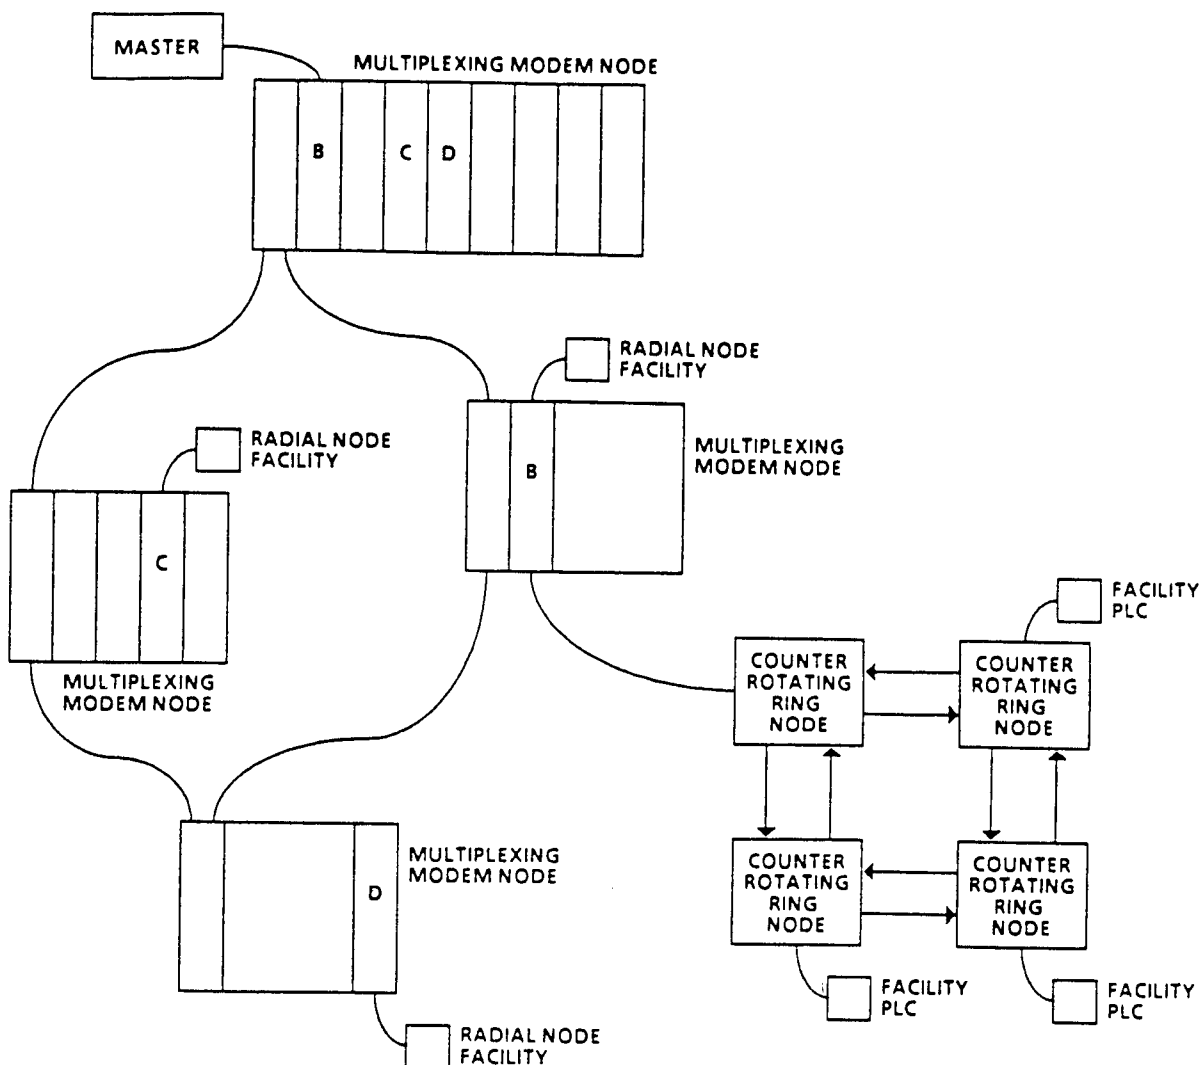 MASTER
MULTIPLEXING MODEM NODE
B
C
D
RADIAL NODE
FACILITY
MULTIPLEXING
MODEM NODE
B
RADIAL NODE
FACILITY
C
MULTIPLEXING
MODEM NODE
FACILITY
PLC
COUNTER
ROTATING
RING
NODE
COUNTER
ROTATING
RING
NODE
MULTIPLEXING
MODEM NODE
D
RADIAL NODE
FACILITY
COUNTER
ROTATING
RING
NODE
COUNTER
ROTATING
RING
NODE
FACILITY
PLC
FACILITY
PLC